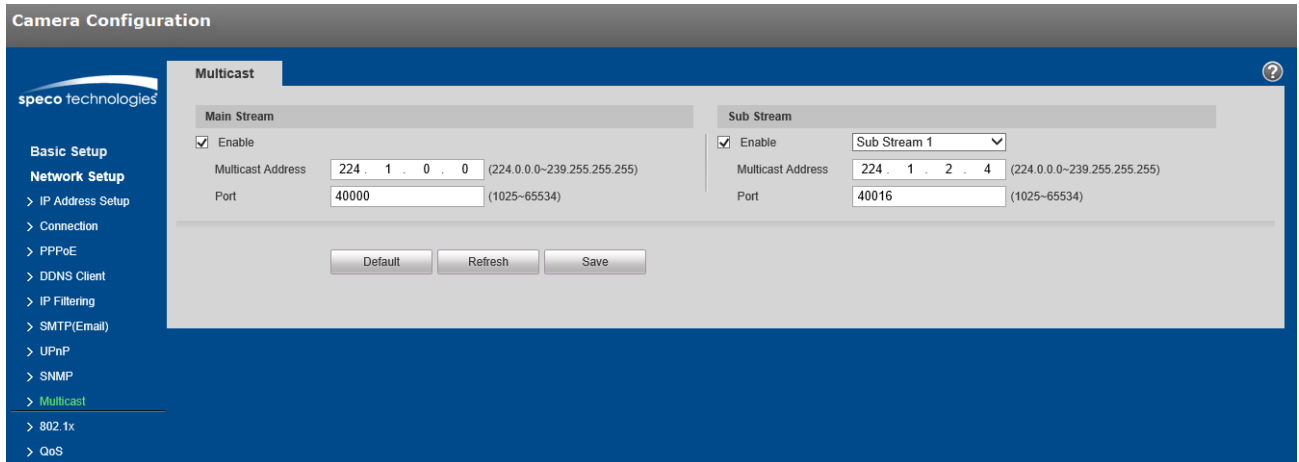 Camera Configuration
speco technologies
Multicast
?
Main Stream
Sub Stream
Enable
Enable Sub Stream 1
Multicast Address 224 . 1 . 0 . 0 (224.0.0.0~239.255.255.255)
Multicast Address 224 . 1 . 2 . 4 (224.0.0.0~239.255.255.255)
Port 40000 (1025~65534)
Port 40016 (1025~65534)
Default Refresh Save
Basic Setup
Network Setup
> IP Address Setup
> Connection
> PPPoE
> DDNS Client
> IP Filtering
> SMTP(Email)
> UPnP
> SNMP
> Multicast
> 802.1x
> QoS